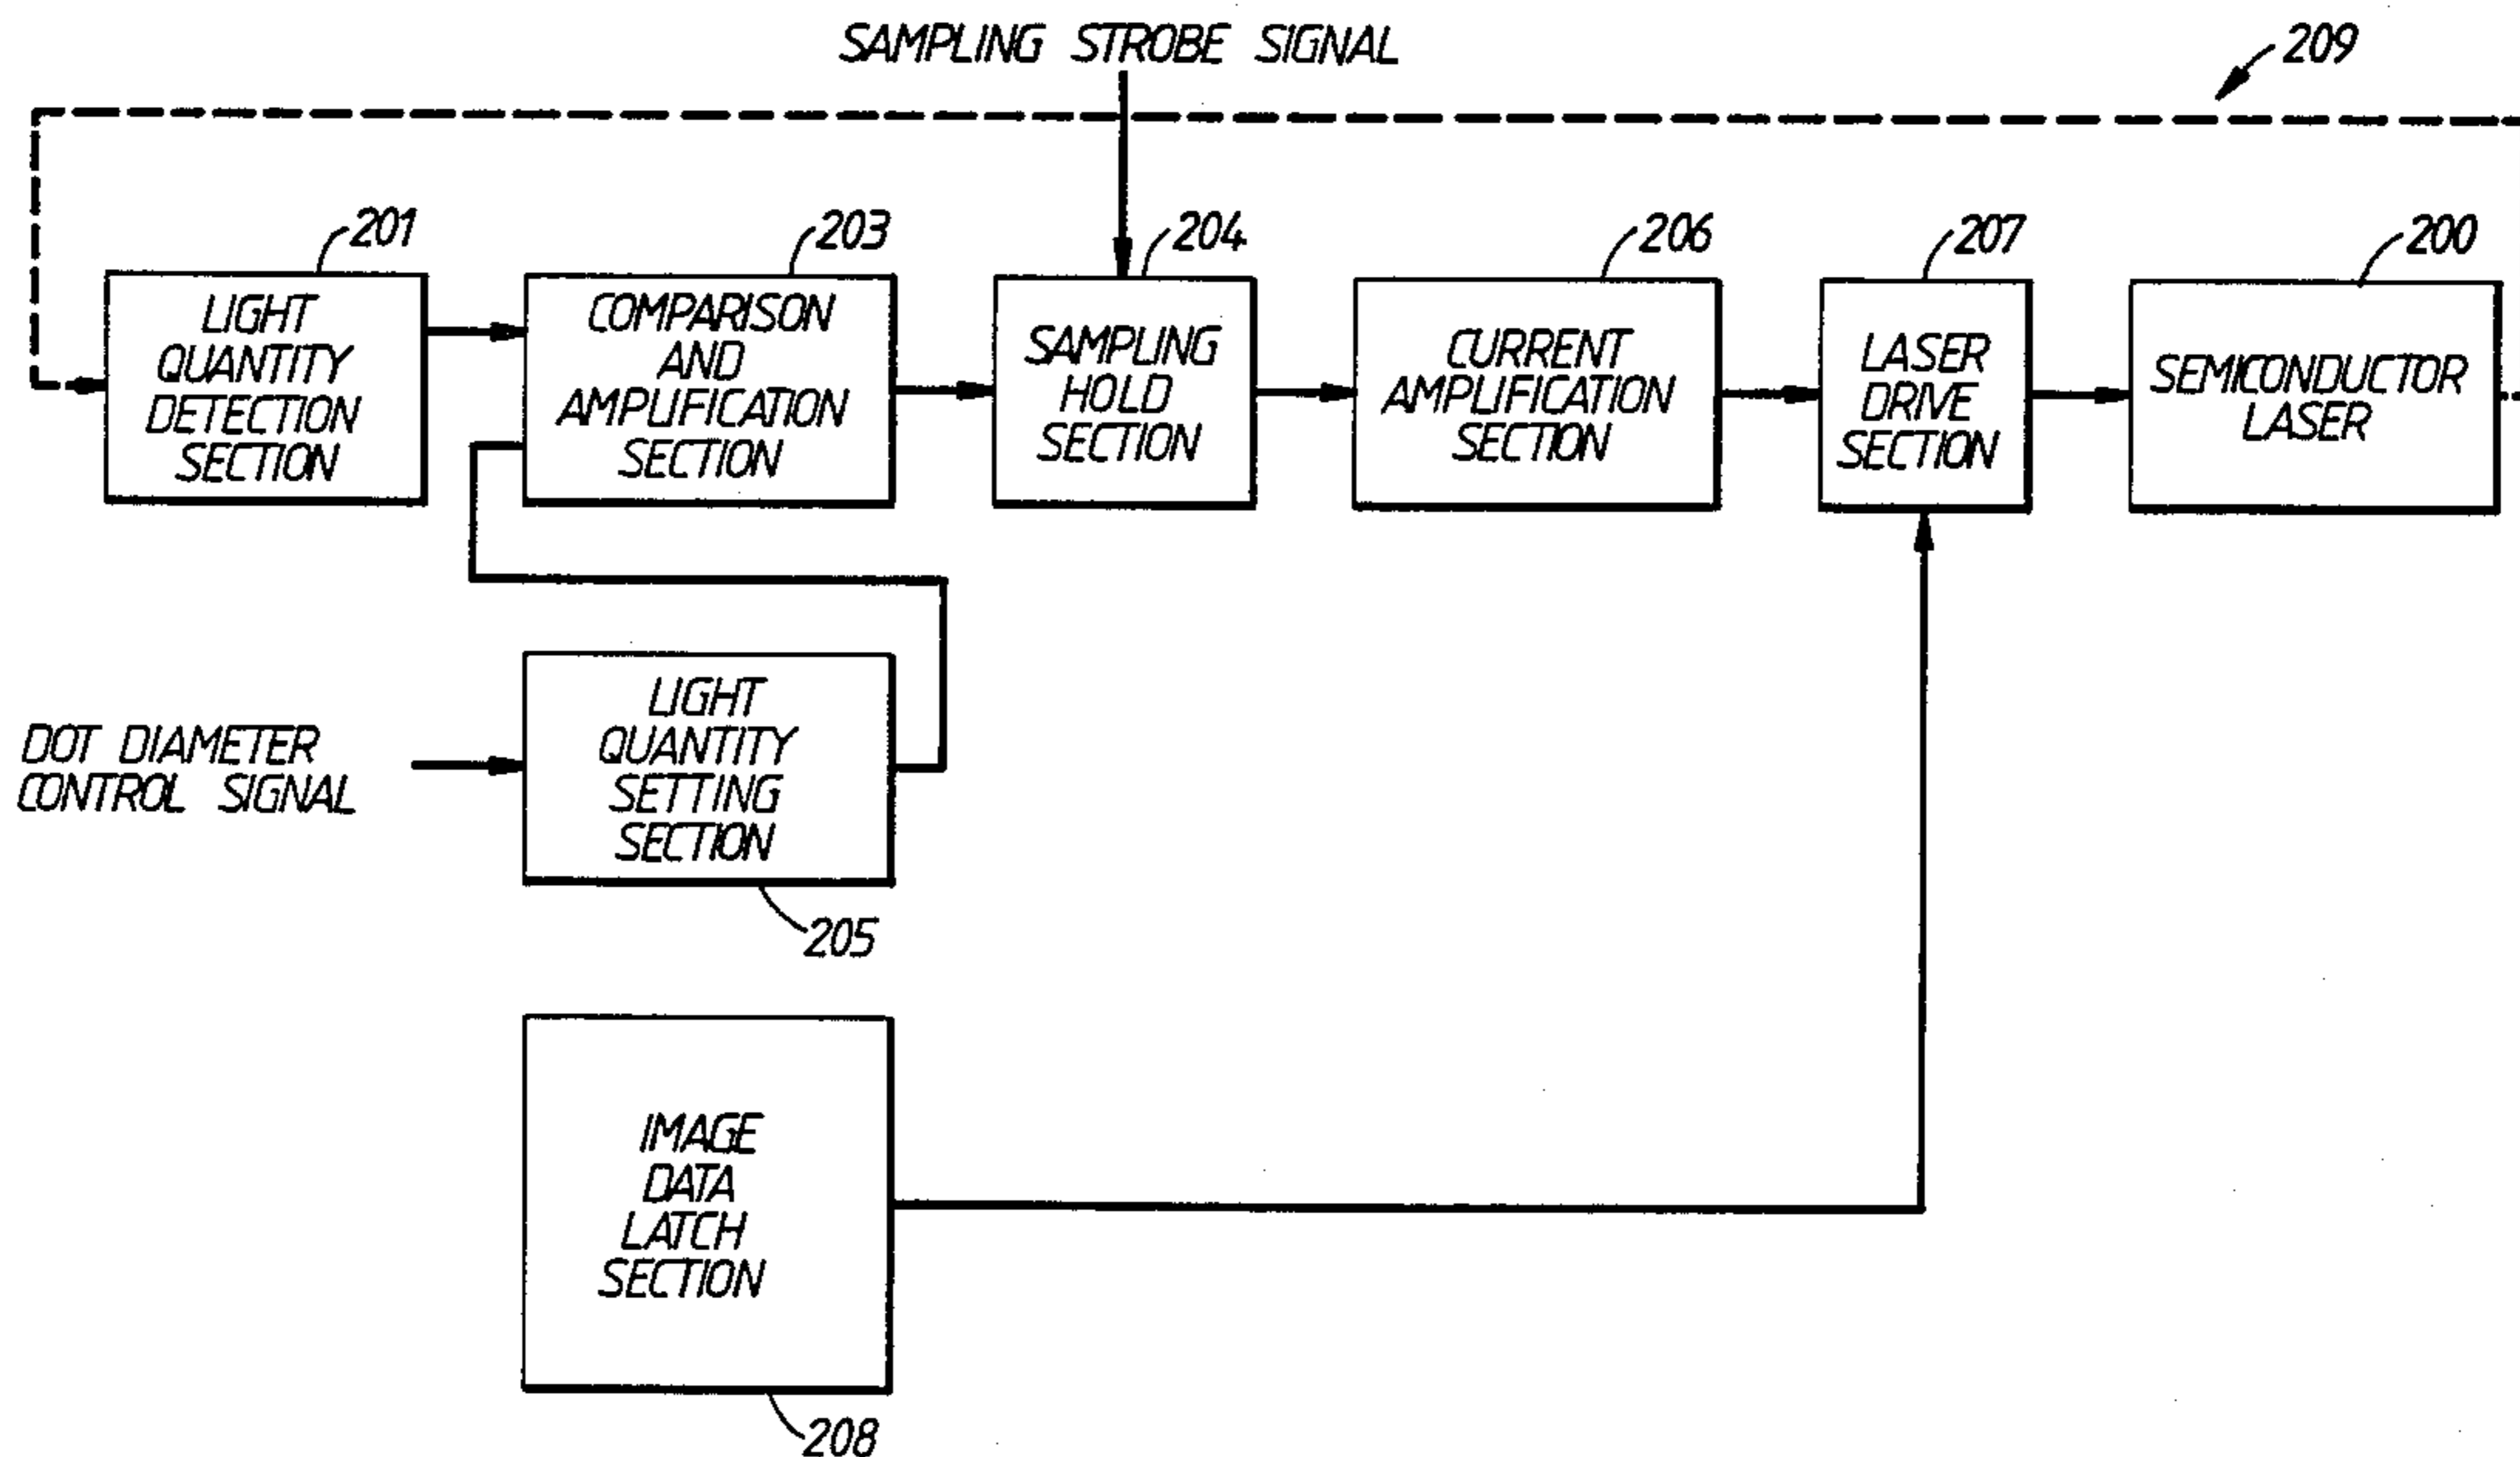 SAMPLING STROBE SIGNAL
209
201
203
204
206
207
200
LIGHT
QUANTITY
DETECTION
SECTION
COMPARISON
AND
AMPLIFICATION
SECTION
SAMPLING
HOLD
SECTION
CURRENT
AMPLIFICATION
SECTION
LASER
DRIVE
SECTION
SEMICONDUCTOR
LASER
DOT DIAMETER
CONTROL SIGNAL
LIGHT
QUANTITY
SETTING
SECTION
205
IMAGE
DATA
LATCH
SECTION
208